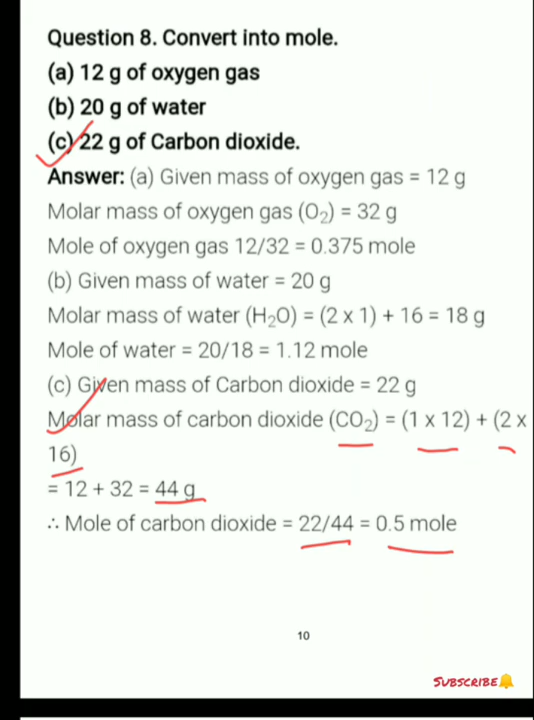 Question 8. Convert into mole.
(a) 12 g of oxygen gas
(b) 20 g of water
(c) 22 g of Carbon dioxide.
Answer: (a) Given mass of oxygen gas = 12 g
Molar mass of oxygen gas (O₂) = 32 g
Mole of oxygen gas 12/32 = 0.375 mole
(b) Given mass of water = 20 g
Molar mass of water (H₂O) = (2 x 1) + 16 = 18 g
Mole of water = 20/18 = 1.12 mole
(c) Given mass of Carbon dioxide = 22 g
Molar mass of carbon dioxide (CO₂) = (1 x 12) + (2 x
16)
= 12 + 32 = 44 g
∴ Mole of carbon dioxide = 22/44 = 0.5 mole
10
SUBSCRIBE